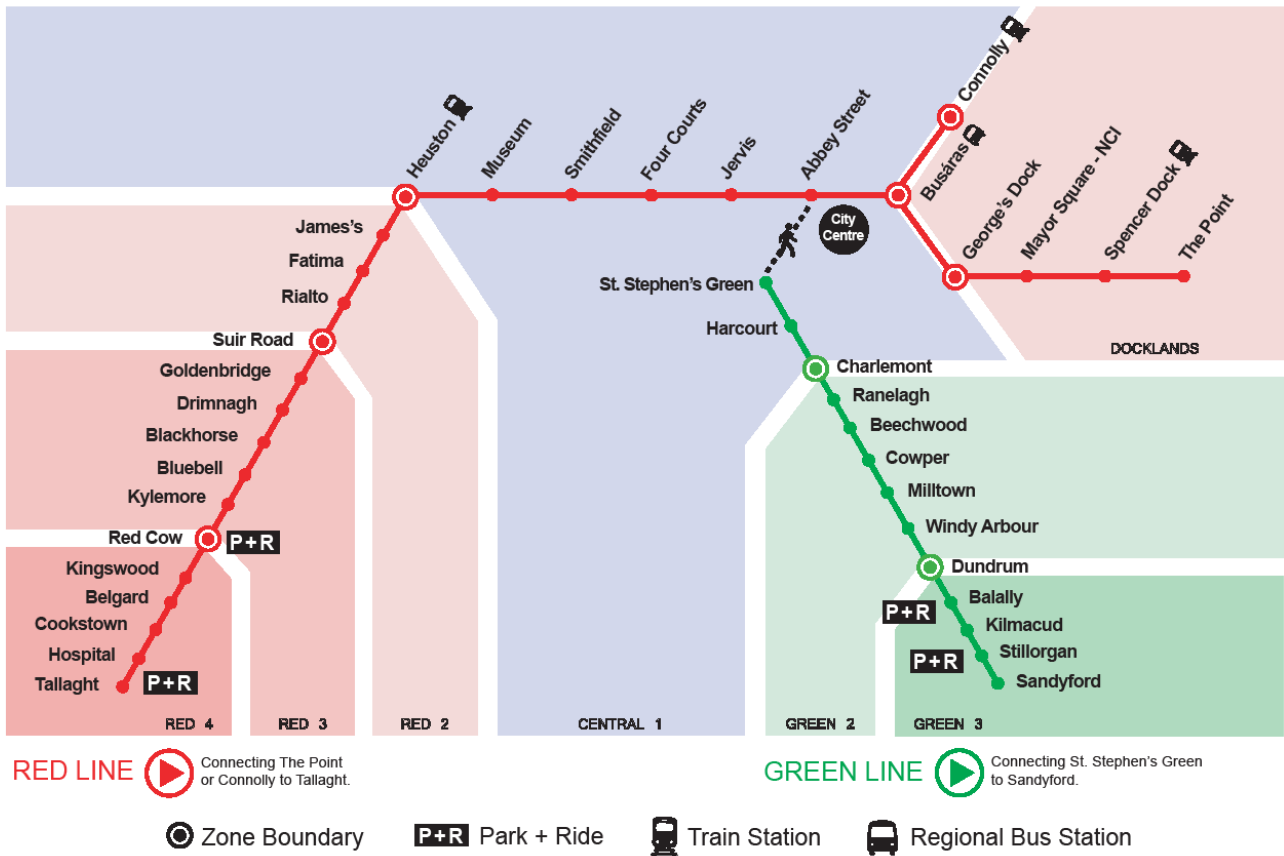 Connolly
Heuston
Museum
Smithfield
Four Courts
Jervis
Abbey Street
Busáras
George's Dock
Mayor Square - NCI
Spencer Dock
The Point
City
Centre
James's
Fatima
Rialto
Suir Road
Goldenbridge
Drimnagh
Blackhorse
Bluebell
Kylemore
Red Cow
P+R
Kingswood
Belgard
Cookstown
Hospital
Tallaght
P+R
St. Stephen's Green
Harcourt
Charlemont
Ranelagh
Beechwood
Cowper
Milltown
Windy Arbour
Dundrum
Balally
P+R
Kilmacud
Stillorgan
P+R
Sandyford
DOCKLANDS
RED 4
RED 3
RED 2
CENTRAL 1
GREEN 2
GREEN 3
RED LINE
Connecting The Point
or Connolly to Tallaght.
GREEN LINE
Connecting St. Stephen's Green
to Sandyford.
Zone Boundary
P+R Park + Ride
Train Station
Regional Bus Station